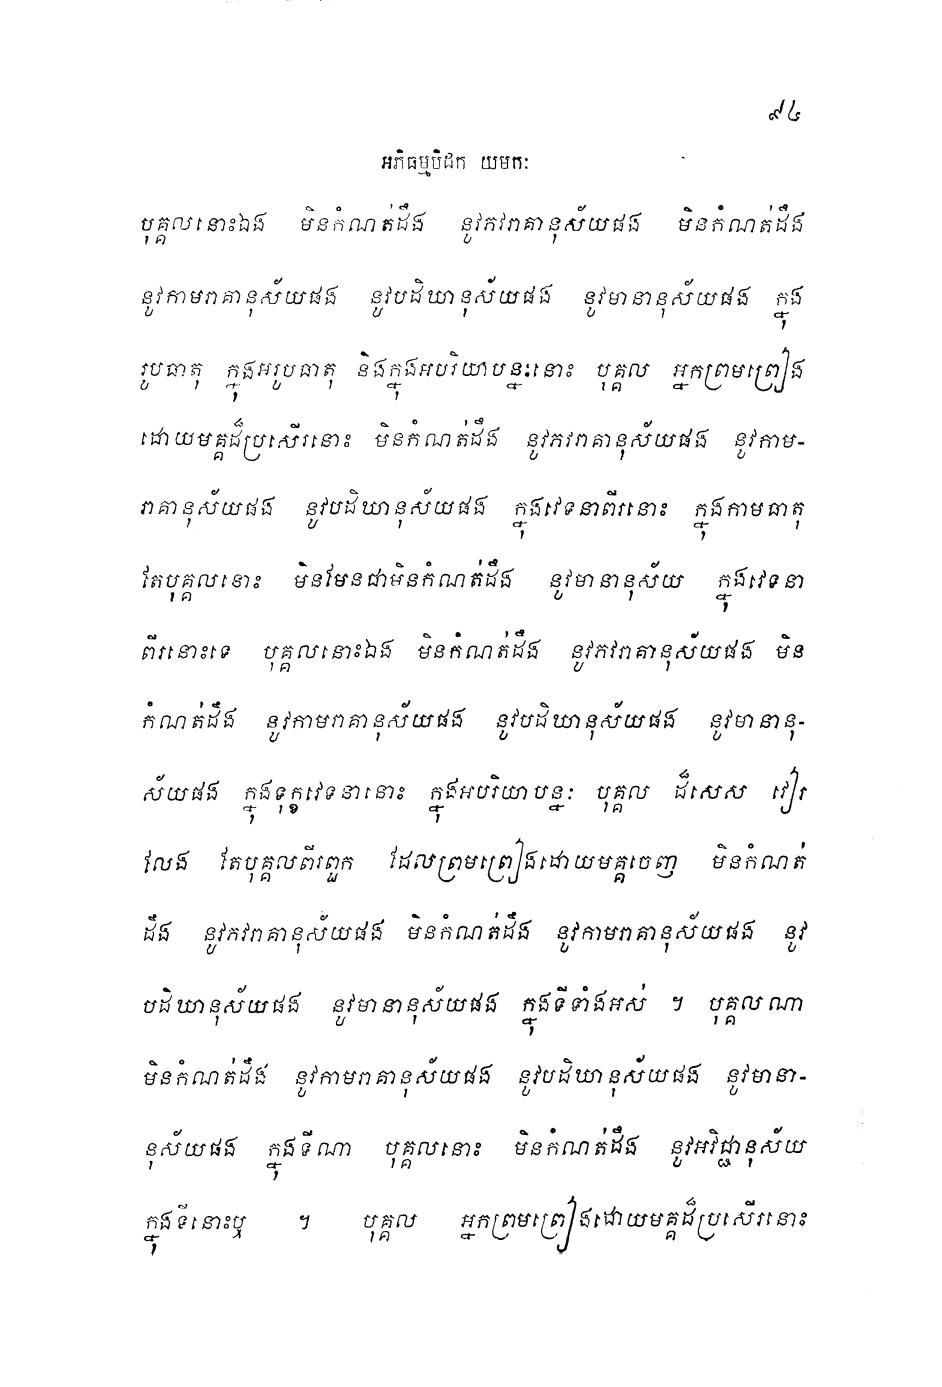 ៩៤
អភិធម្មបិដក យមកៈ
បុគ្គលនោះឯង មិនកំណត់ដឹង នូវភវរាគានុស័យផង មិនកំណត់ដឹង
នូវកាមរាគានុស័យផង នូវបដិឃានុស័យផង នូវមានានុស័យផង ក្នុង
រូបធាតុ ក្នុងអរូបធាតុ និងក្នុងអបរិយាបន្នៈនោះ បុគ្គល អ្នកព្រមព្រៀង
ដោយមគ្គដ៏ប្រសើរនោះ មិនកំណត់ដឹង នូវភវរាគានុស័យផង នូវកាម-
រាគានុស័យផង នូវបដិឃានុស័យផង ក្នុងវេទនាពីរនោះ ក្នុងកាមធាតុ
តែបុគ្គលនោះ មិនមែនជាមិនកំណត់ដឹង នូវមានានុស័យ ក្នុងវេទនា
ពីរនោះទេ បុគ្គលនោះឯង មិនកំណត់ដឹង នូវភវរាគានុស័យផង មិន
កំណត់ដឹង នូវកាមរាគានុស័យផង នូវបដិឃានុស័យផង នូវមានានុ-
ស័យផង ក្នុងទុក្ខវេទនានោះ ក្នុងអបរិយាបន្នៈ បុគ្គល ដ៏សេស វៀរ
លែង តែបុគ្គលពីរពួក ដែលព្រមព្រៀងដោយមគ្គចេញ មិនកំណត់
ដឹង នូវភវរាគានុស័យផង មិនកំណត់ដឹង នូវកាមរាគានុស័យផង នូវ
បដិឃានុស័យផង នូវមានានុស័យផង ក្នុងទីទាំងអស់ ។ បុគ្គលណា
មិនកំណត់ដឹង នូវកាមរាគានុស័យផង នូវបដិឃានុស័យផង នូវមានា-
នុស័យផង ក្នុងទីណា បុគ្គលនោះ មិនកំណត់ដឹង នូវអវិជ្ជានុស័យ
ក្នុងទីនោះឬ ។ បុគ្គល អ្នកព្រមព្រៀងដោយមគ្គដ៏ប្រសើរនោះ